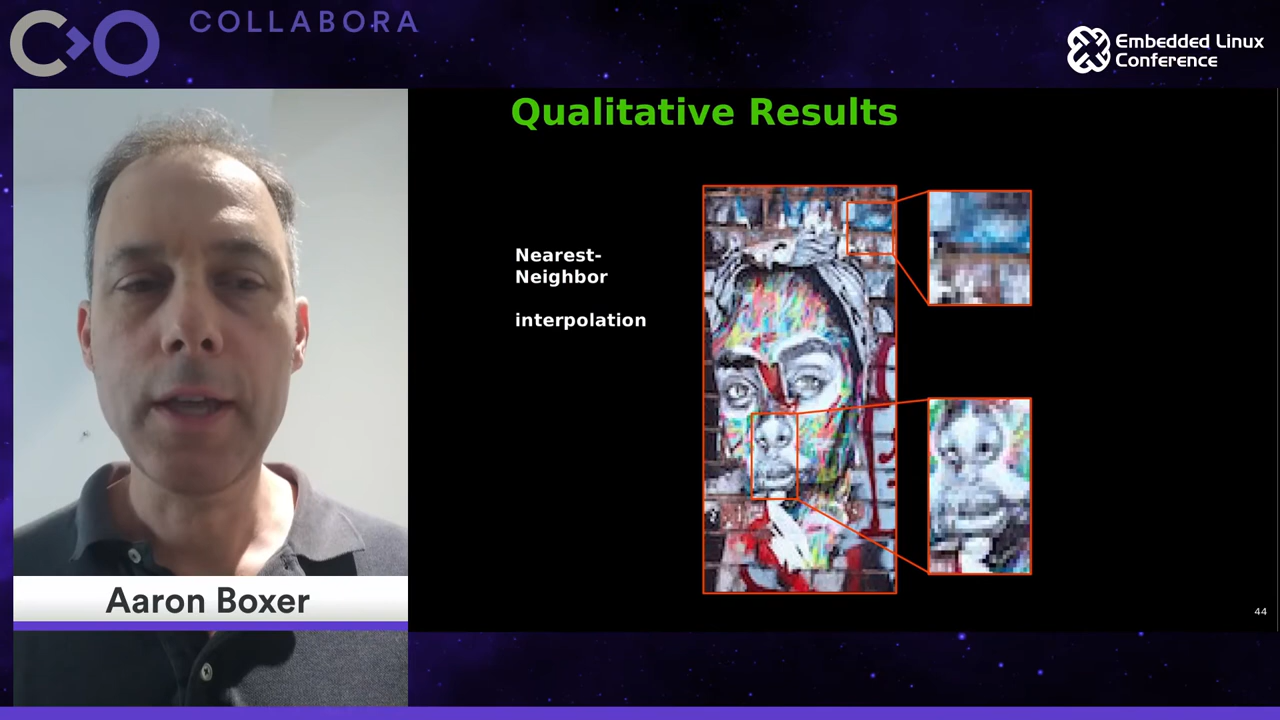 COLLABORA
Embedded Linux
Conference
Qualitative Results
Nearest-
Neighbor
interpolation
Aaron Boxer
44